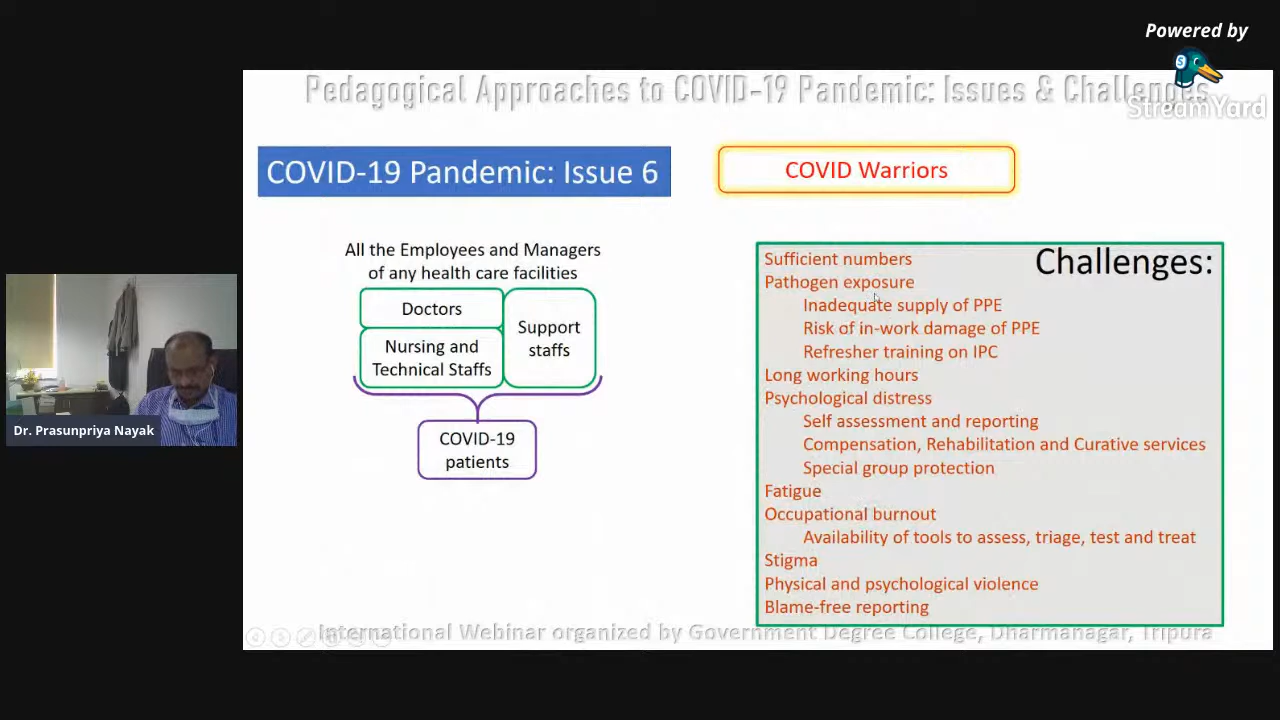 Powered by
StreamYard
Pedagogical Approaches to COVID-19 Pandemic: Issues & Challenges
COVID-19 Pandemic: Issue 6
COVID Warriors
All the Employees and Managers
of any health care facilities
Doctors
Nursing and
Technical Staffs
Support
staffs
COVID-19
patients
Challenges:
Sufficient numbers
Pathogen exposure
Inadequate supply of PPE
Risk of in-work damage of PPE
Refresher training on IPC
Long working hours
Psychological distress
Self assessment and reporting
Compensation, Rehabilitation and Curative services
Special group protection
Fatigue
Occupational burnout
Availability of tools to assess, triage, test and treat
Stigma
Physical and psychological violence
Blame-free reporting
Dr. Prasunpriya Nayak
International Webinar organized by Government Degree College, Dharmanagar, Tripura